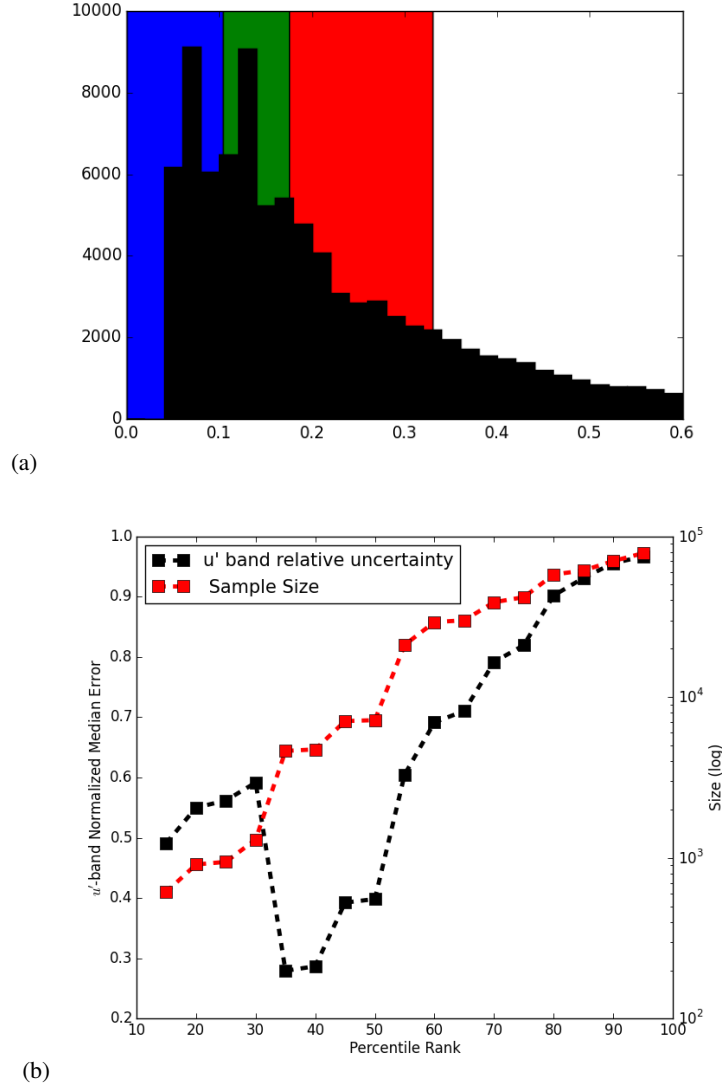 10000
8000
6000
4000
2000
0
0.0 0.1 0.2 0.3 0.4 0.5 0.6
(a)
u' band relative uncertainty
Sample Size
1.0
0.9
0.8
0.7
0.6
0.5
0.4
0.3
0.2
u'-band Normalized Median Error
10^5
10^4
10^3
10^2
Size (log)
10 20 30 40 50 60 70 80 90 100
Percentile Rank
(b)